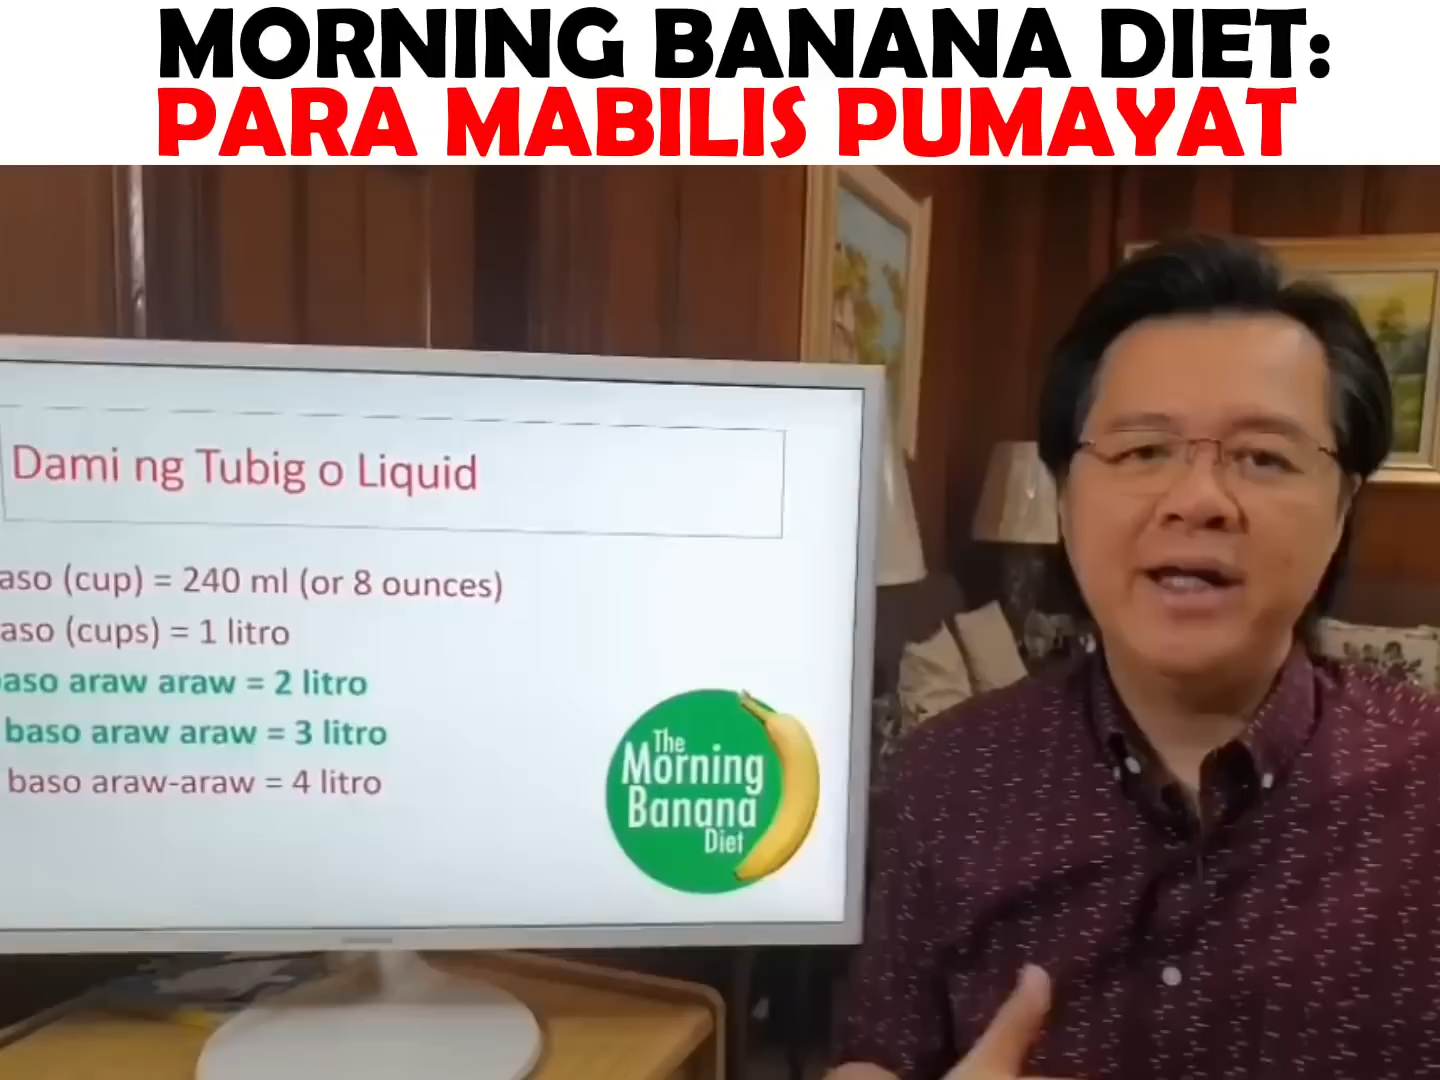 MORNING BANANA DIET:
PARA MABILIS PUMAYAT
Dami ng Tubig o Liquid
aso (cup) = 240 ml (or 8 ounces)
aso (cups) = 1 litro
aso araw araw = 2 litro
baso araw araw = 3 litro
baso araw-araw = 4 litro
The
Morning
Banana
Diet